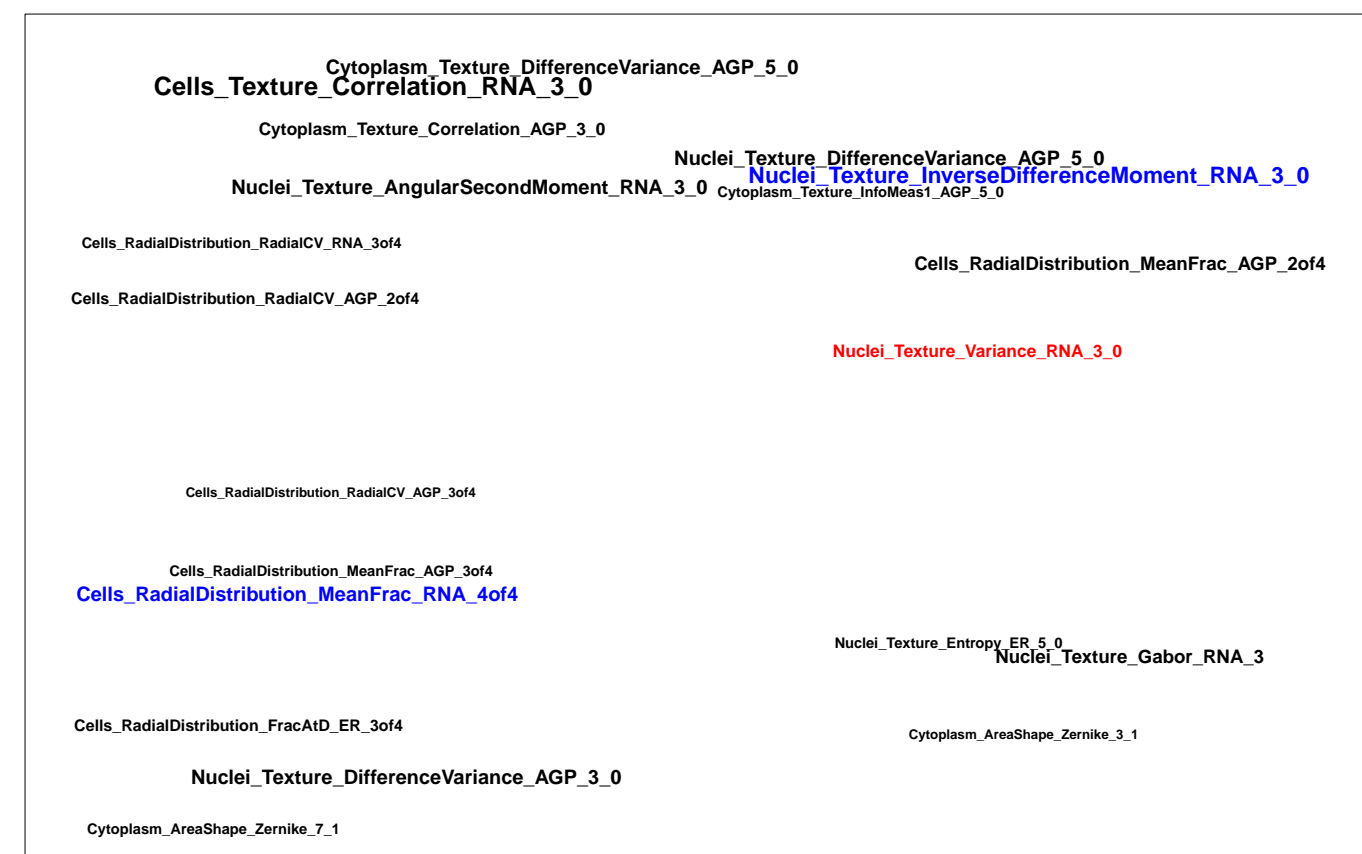 Cytoplasm_Texture_DifferenceVariance_AGP_5_0
Cells_Texture_Correlation_RNA_3_0
Cytoplasm_Texture_Correlation_AGP_3_0
Nuclei_Texture_DifferenceVariance_AGP_5_0
Nuclei_Texture_InverseDifferenceMoment_RNA_3_0
Nuclei_Texture_AngularSecondMoment_RNA_3_0
Cytoplasm_Texture_InfoMeas1_AGP_5_0
Cells_RadialDistribution_RadialCV_RNA_3of4
Cells_RadialDistribution_MeanFrac_AGP_2of4
Cells_RadialDistribution_RadialCV_AGP_2of4
Nuclei_Texture_Variance_RNA_3_0
Cells_RadialDistribution_RadialCV_AGP_3of4
Cells_RadialDistribution_MeanFrac_AGP_3of4
Cells_RadialDistribution_MeanFrac_RNA_4of4
Nuclei_Texture_Entropy_ER_5_0
Nuclei_Texture_Gabor_RNA_3
Cells_RadialDistribution_FracAtD_ER_3of4
Cytoplasm_AreaShape_Zernike_3_1
Nuclei_Texture_DifferenceVariance_AGP_3_0
Cytoplasm_AreaShape_Zernike_7_1